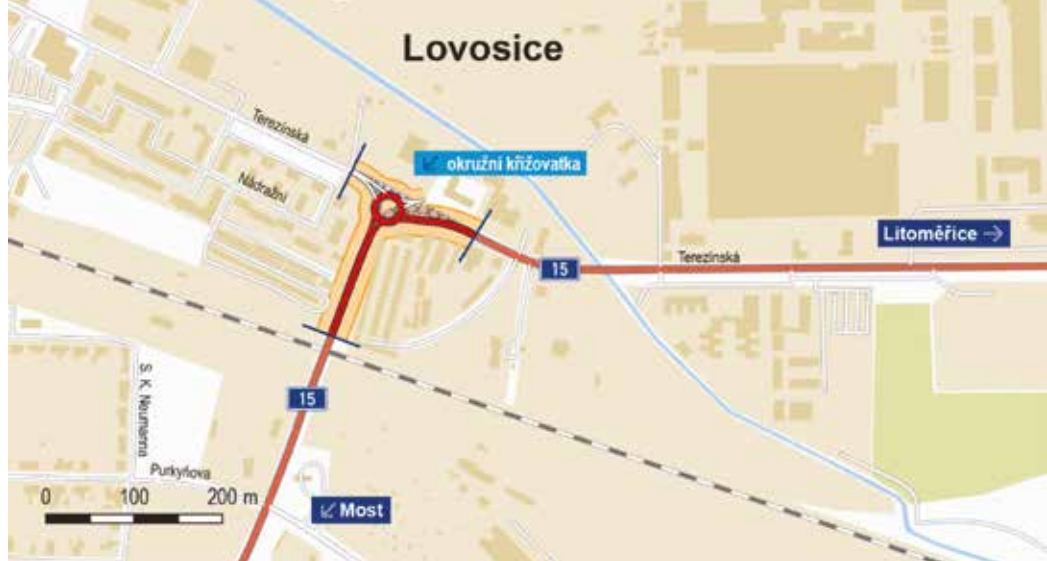 Lovosice
Terezínská
okružní křižovatka
Nádražní
Litoměřice
Terezínská
15
15
S. K. Neumanna
Purkyňova
0 100 200 m
Most